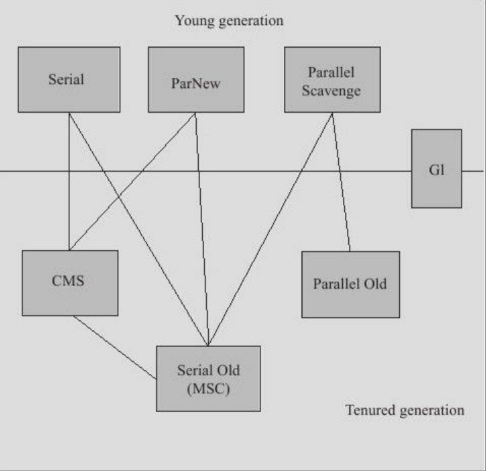 Young generation
Serial
ParNew
Parallel
Scavenge
Gl
CMS
Parallel Old
Serial Old
(MSC)
Tenured generation